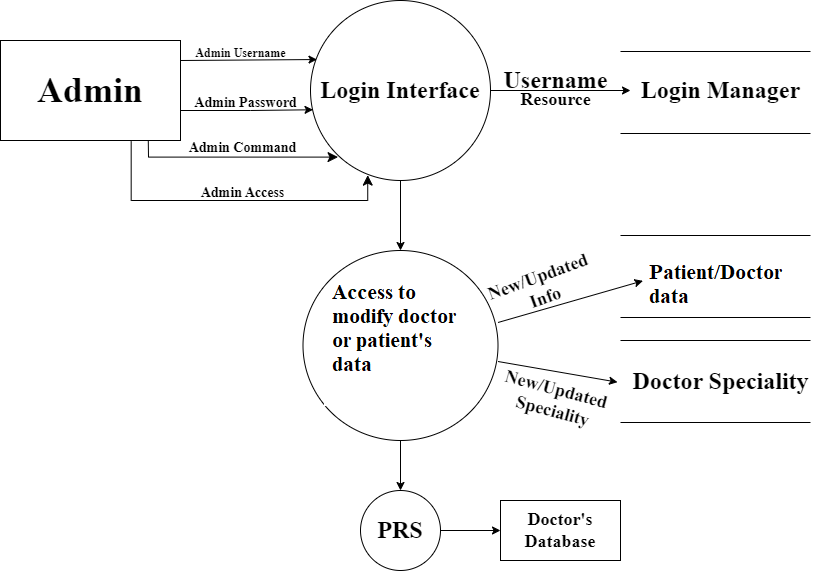 Admin
Admin Username
Admin Password
Admin Command
Admin Access
Login Interface
Username
Resource
Login Manager
Access to
modify doctor
or patient's
data
New/Updated
Info
Patient/Doctor
data
New/Updated
Speciality
Doctor Speciality
PRS
Doctor's
Database